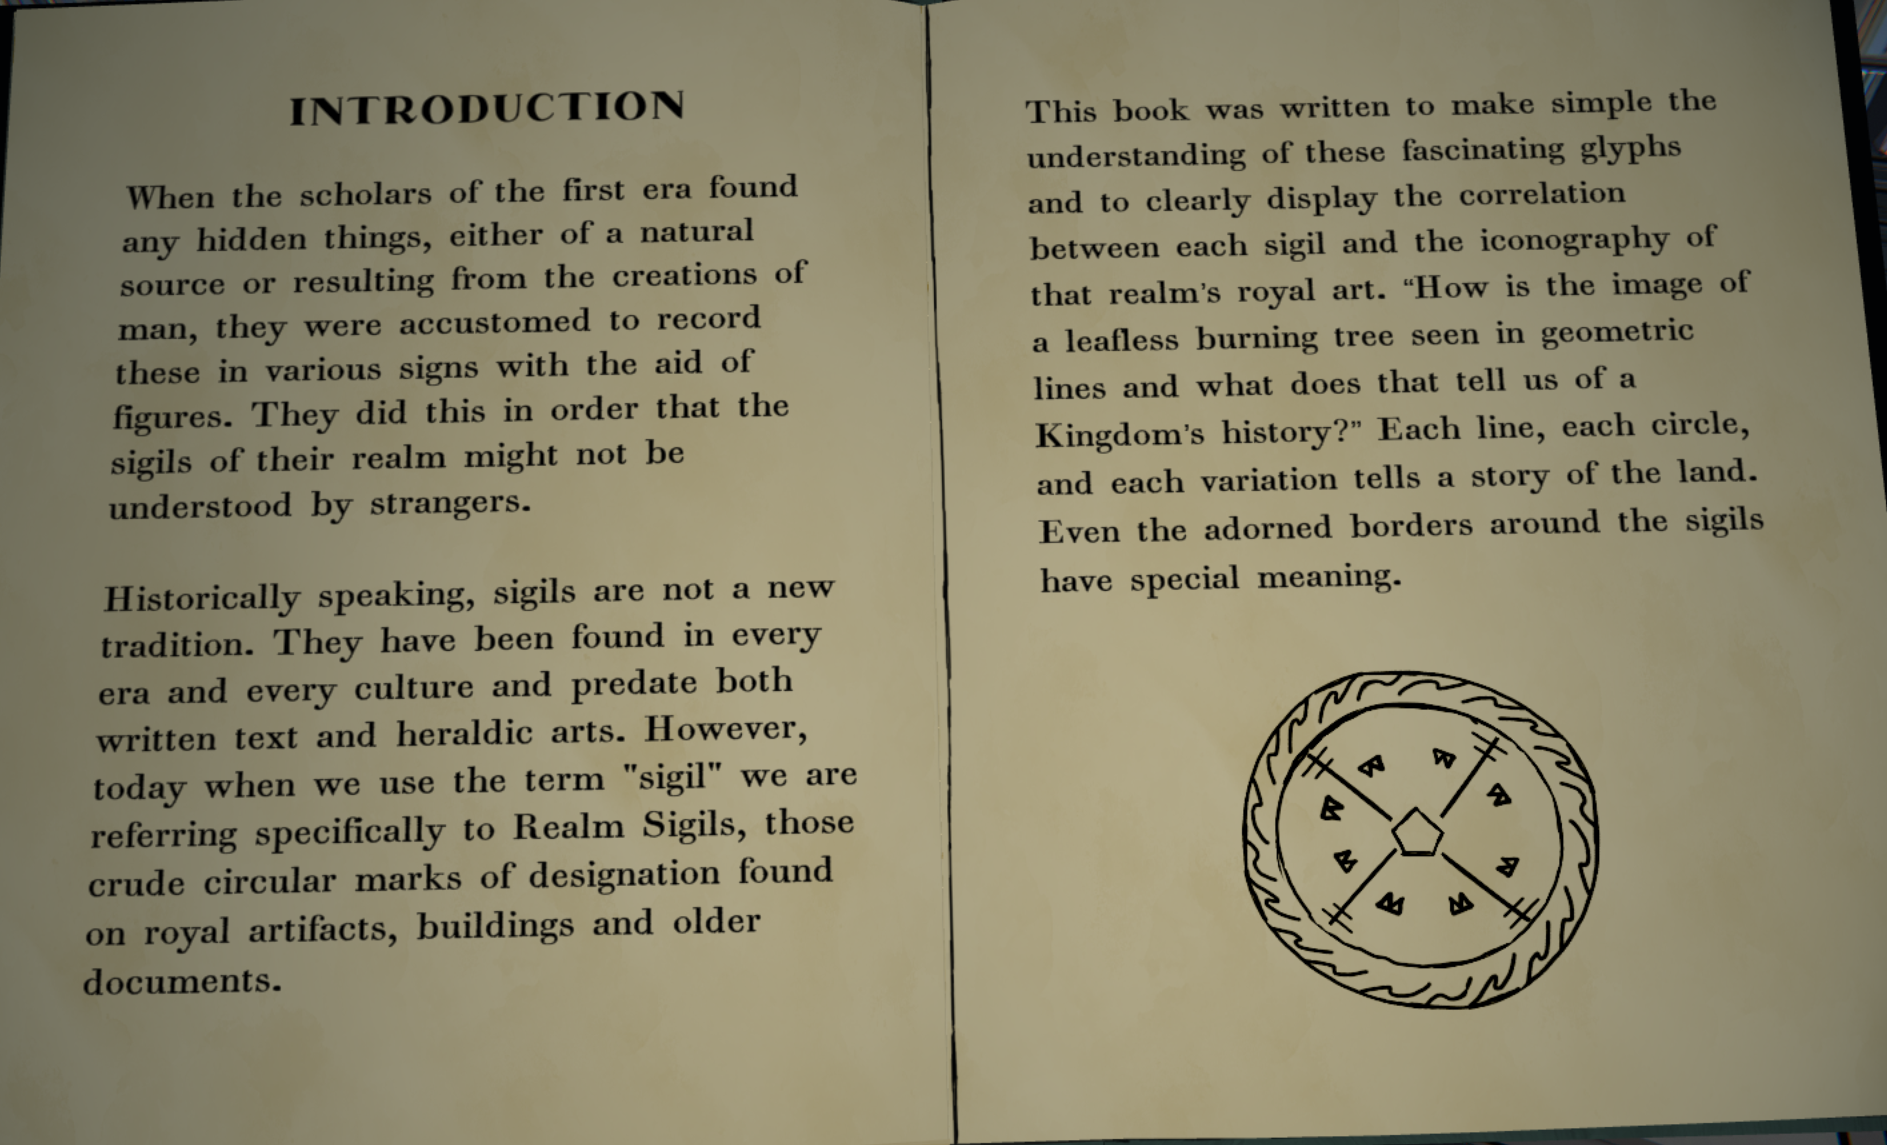 INTRODUCTION
When the scholars of the first era found
any hidden things, either of a natural
source or resulting from the creations of
man, they were accustomed to record
these in various signs with the aid of
figures. They did this in order that the
sigils of their realm might not be
understood by strangers.
Historically speaking, sigils are not a new
tradition. They have been found in every
era and every culture and predate both
written text and heraldic arts. However,
today when we use the term "sigil" we are
referring specifically to Realm Sigils, those
crude circular marks of designation found
on royal artifacts, buildings and older
documents.
This book was written to make simple the
understanding of these fascinating glyphs
and to clearly display the correlation
between each sigil and the iconography of
that realm's royal art. “How is the image of
a leafless burning tree seen in geometric
lines and what does that tell us of a
Kingdom's history?” Each line, each circle,
and each variation tells a story of the land.
Even the adorned borders around the sigils
have special meaning.